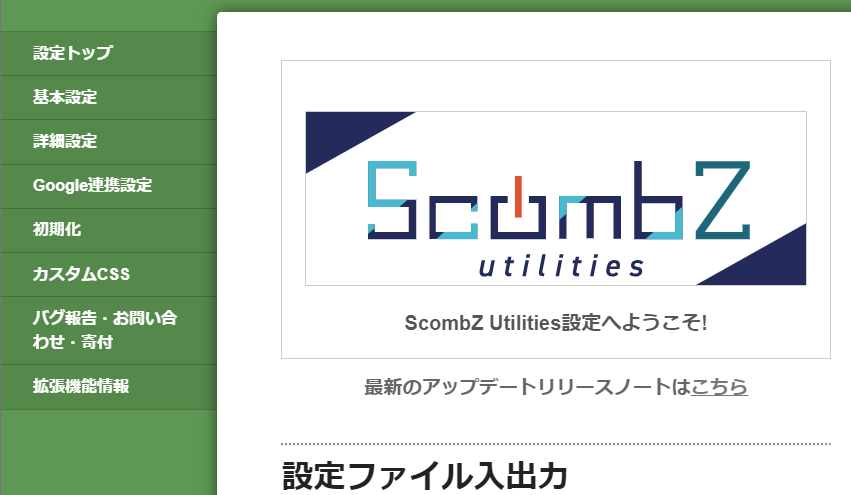 設定トップ
基本設定
詳細設定
Google連携設定
初期化
カスタムCSS
バグ報告・お問い合
わせ・寄付
拡張機能情報
ScombZ
utilities
ScombZ Utilities設定へようこそ!
最新のアップデートリリースノートはこちら
設定ファイル入出力